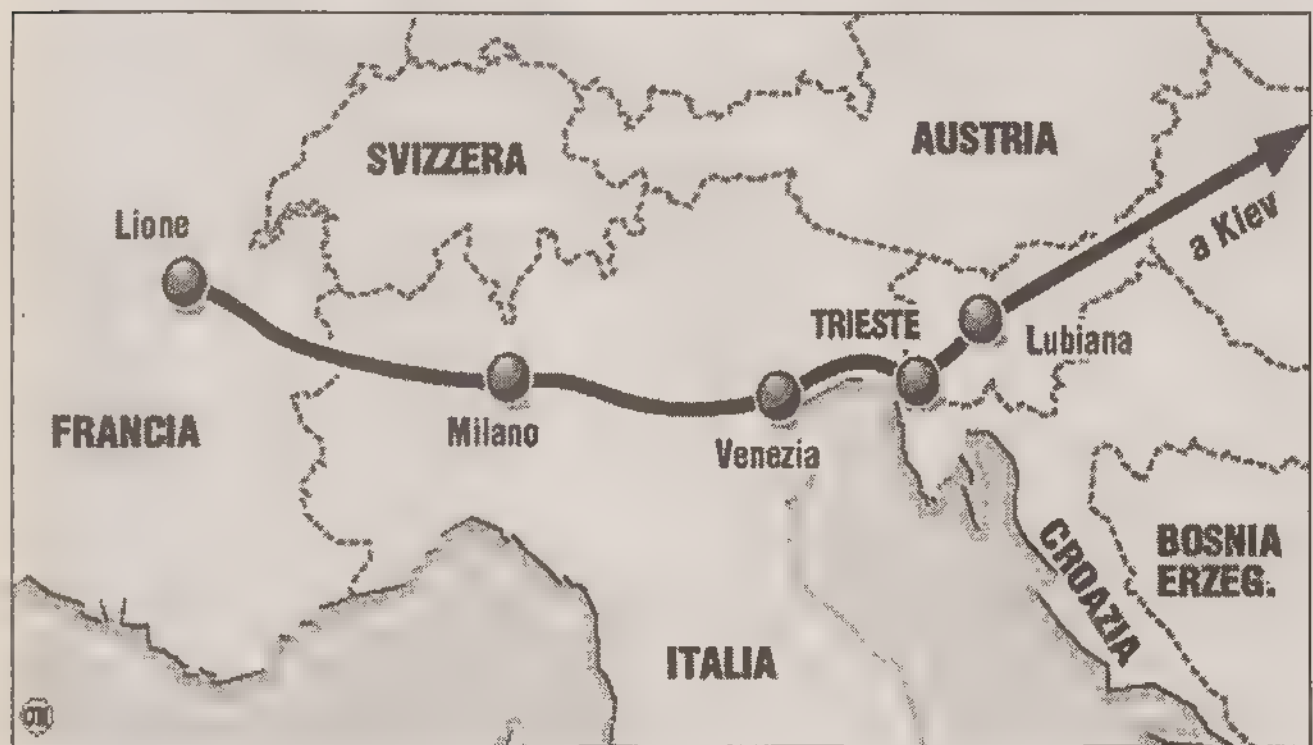 SVIZZERA
AUSTRIA
Lione
a Kiev
TRIESTE
Lubiana
FRANCIA
Milano
Venezia
CROAZIA
BOSNIA
ERZEG.
ITALIA